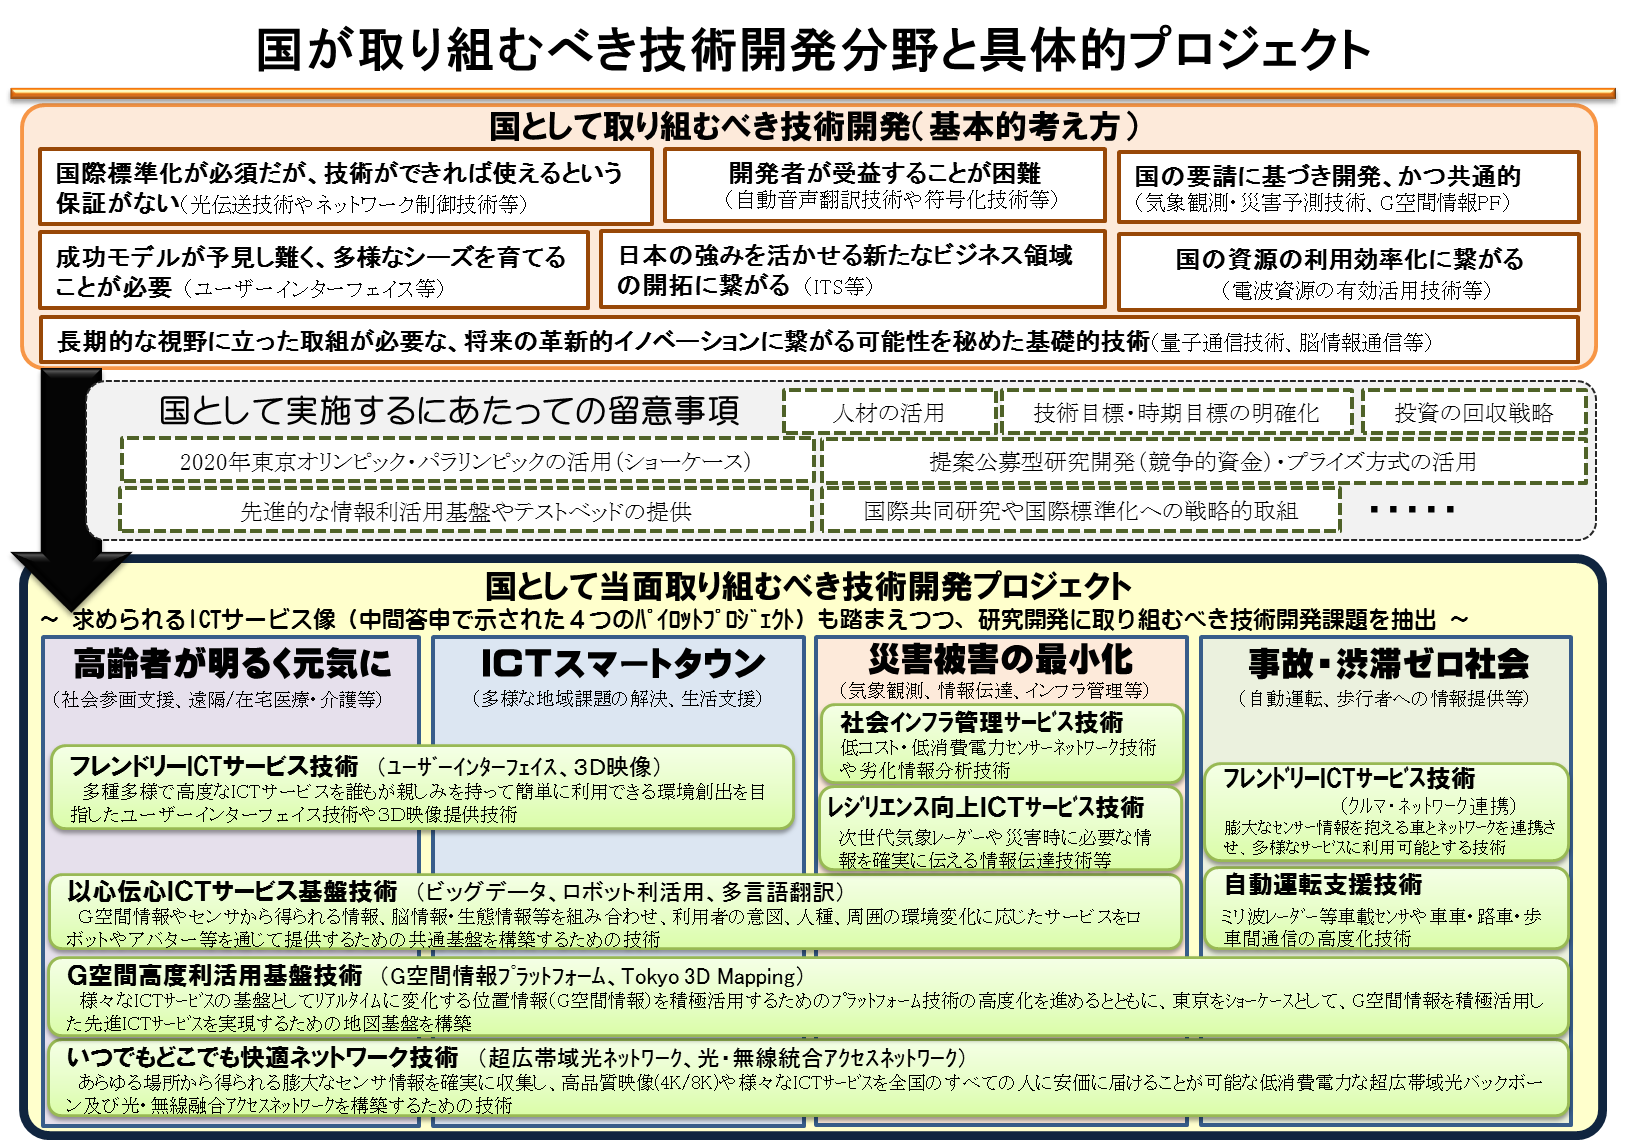 国が取り組むべき技術開発分野と具体的プロジェクト
国として取り組むべき技術開発(基本的考え方)
国際標準化が必須だが、技術ができれば使えるという
保証がない(光伝送技術やネットワーク制御技術等)
開発者が受益することが困難
(自動音声翻訳技術や符号化技術等)
国の要請に基づき開発、かつ共通的
(気象観測・災害予測技術、G空間情報PF)
成功モデルが予見し難く、多様なシーズを育てる
ことが必要 (ユーザーインターフェイス等)
日本の強みを活かせる新たなビジネス領域
の開拓に繋がる (ITS等)
国の資源の利用効率化に繋がる
(電波資源の有効活用技術等)
長期的な視野に立った取組が必要な、将来の革新的イノベーションに繋がる可能性を秘めた基礎的技術(量子通信技術、脳情報通信等)
国として実施するにあたっての留意事項
人材の活用
技術目標・時期目標の明確化
投資の回収戦略
2020年東京オリンピック・パラリンピックの活用(ショーケース)
提案公募型研究開発(競争的資金)・プライズ方式の活用
先進的な情報利活用基盤やテストベッドの提供
国際共同研究や国際標準化への戦略的取組
・・・・・
国として当面取り組むべき技術開発プロジェクト
~ 求められるICTサービス像(中間答申で示された4つのパイロットプロジェクト)も踏まえつつ、研究開発に取り組むべき技術開発課題を抽出 ~
高齢者が明るく元気に
(社会参画支援、遠隔/在宅医療・介護等)
ICTスマートタウン
(多様な地域課題の解決、生活支援)
災害被害の最小化
(気象観測、情報伝達、インフラ管理等)
事故・渋滞ゼロ社会
(自動運転、歩行者への情報提供等)
社会インフラ管理サービス技術
低コスト・低消費電力センサーネットワーク技術
や劣化情報分析技術
フレンドリーICTサービス技術 (ユーザーインターフェイス、3D映像)
多種多様で高度なICTサービスを誰もが親しみを持って簡単に利用できる環境創出を目
指したユーザーインターフェイス技術や3D映像提供技術
レジリエンス向上ICTサービス技術
次世代気象レーダーや災害時に必要な情
報を確実に伝える情報伝達技術等
フレンドリーICTサービス技術
(クルマ・ネットワーク連携)
膨大なセンサー情報を抱える車とネットワークを連携さ
せ、多様なサービスに利用可能とする技術
以心伝心ICTサービス基盤技術 (ビッグデータ、ロボット利活用、多言語翻訳)
G空間情報やセンサから得られる情報、脳情報・生態情報等を組み合わせ、利用者の意図、人種、周囲の環境変化に応じたサービスをロ
ボットやアバター等を通じて提供するための共通基盤を構築するための技術
自動運転支援技術
ミリ波レーダー等車載センサや車車・路車・歩
車間通信の高度化技術
G空間高度利活用基盤技術 (G空間情報プラットフォーム、Tokyo 3D Mapping)
様々なICTサービスの基盤としてリアルタイムに変化する位置情報(G空間情報)を積極活用するためのプラットフォーム技術の高度化を進めるとともに、東京をショーケースとして、G空間情報を積極活用し
た先進ICTサービスを実現するための地図基盤を構築
いつでもどこでも快適ネットワーク技術 (超広帯域光ネットワーク、光・無線統合アクセスネットワーク)
あらゆる場所から得られる膨大なセンサ情報を確実に収集し、高品質映像(4K/8K)や様々なICTサービスを全国のすべての人に安価に届けることが可能な低消費電力な超広帯域光バックボー
ン及び光・無線融合アクセスネットワークを構築するための技術